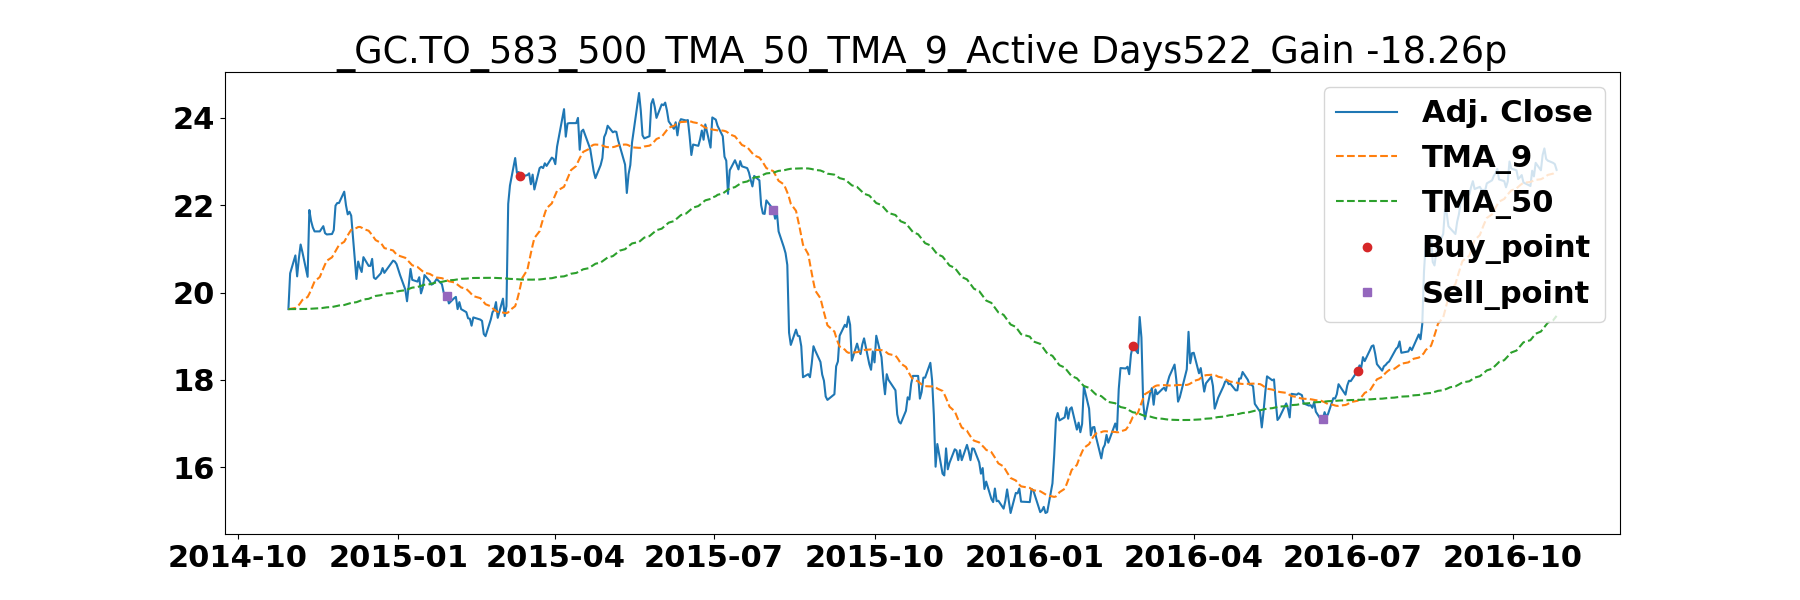 _GC.TO_583_500_TMA_50_TMA_9_Active Days522_Gain -18.26p
24
22
20
18
16
Adj. Close
TMA_9
TMA_50
Buy_point
Sell_point
2014-10 2015-01 2015-04 2015-07 2015-10 2016-01 2016-04 2016-07 2016-10